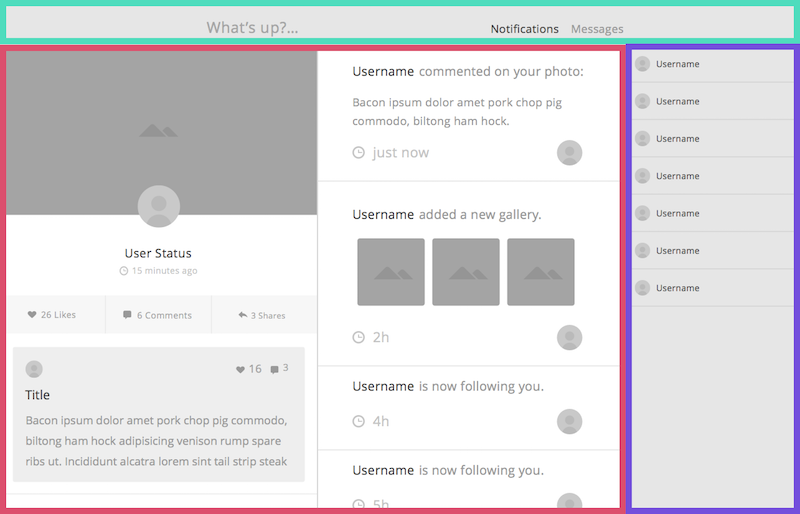 What's up?...
Notifications Messages
User Status
15 minutes ago
26 Likes
6 Comments
3 Shares
16 3
Title
Bacon ipsum dolor amet pork chop pig commodo,
biltong ham hock adipisicing venison rump spare
ribs ut. Incididunt alcatra lorem sint tail strip steak
Username commented on your photo:
Bacon ipsum dolor amet pork chop pig
commodo, biltong ham hock.
just now
Username added a new gallery.
2h
Username is now following you.
4h
Username is now following you.
5h
Username
Username
Username
Username
Username
Username
Username